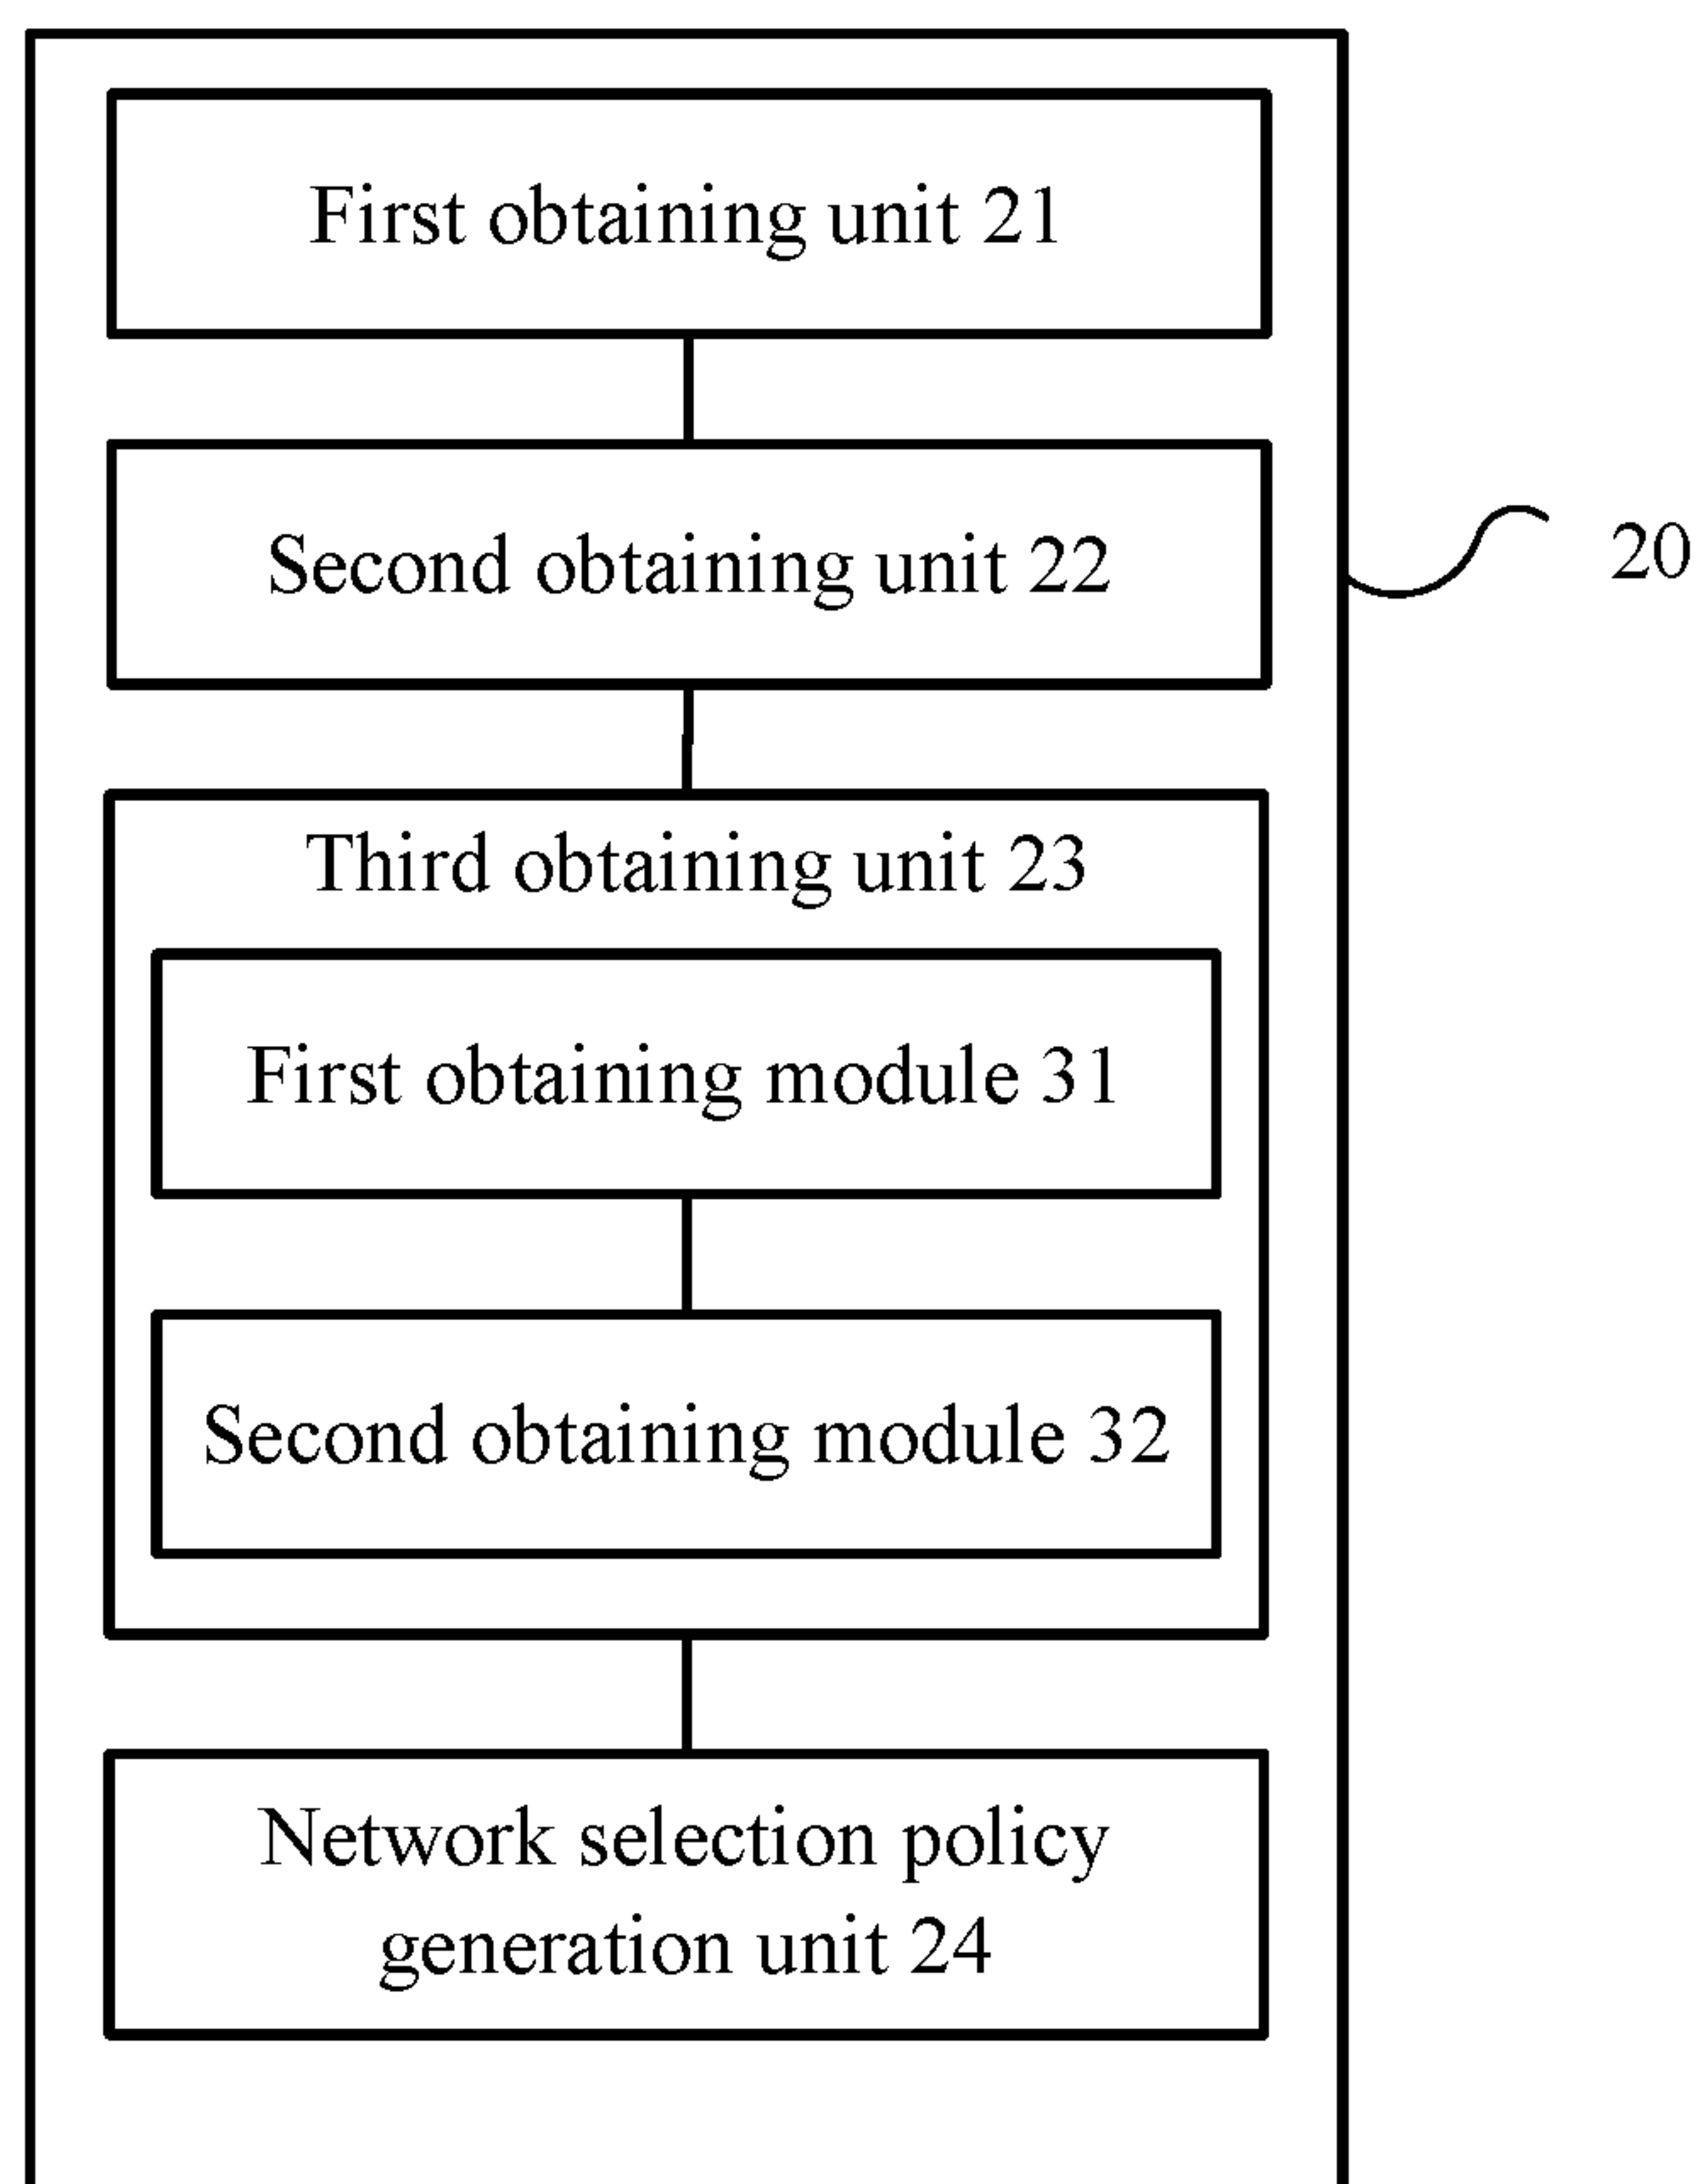 First obtaining unit 21
Second obtaining unit 22
20
Third obtaining unit 23
First obtaining module 31
Second obtaining module 32
Network selection policy
generation unit 24